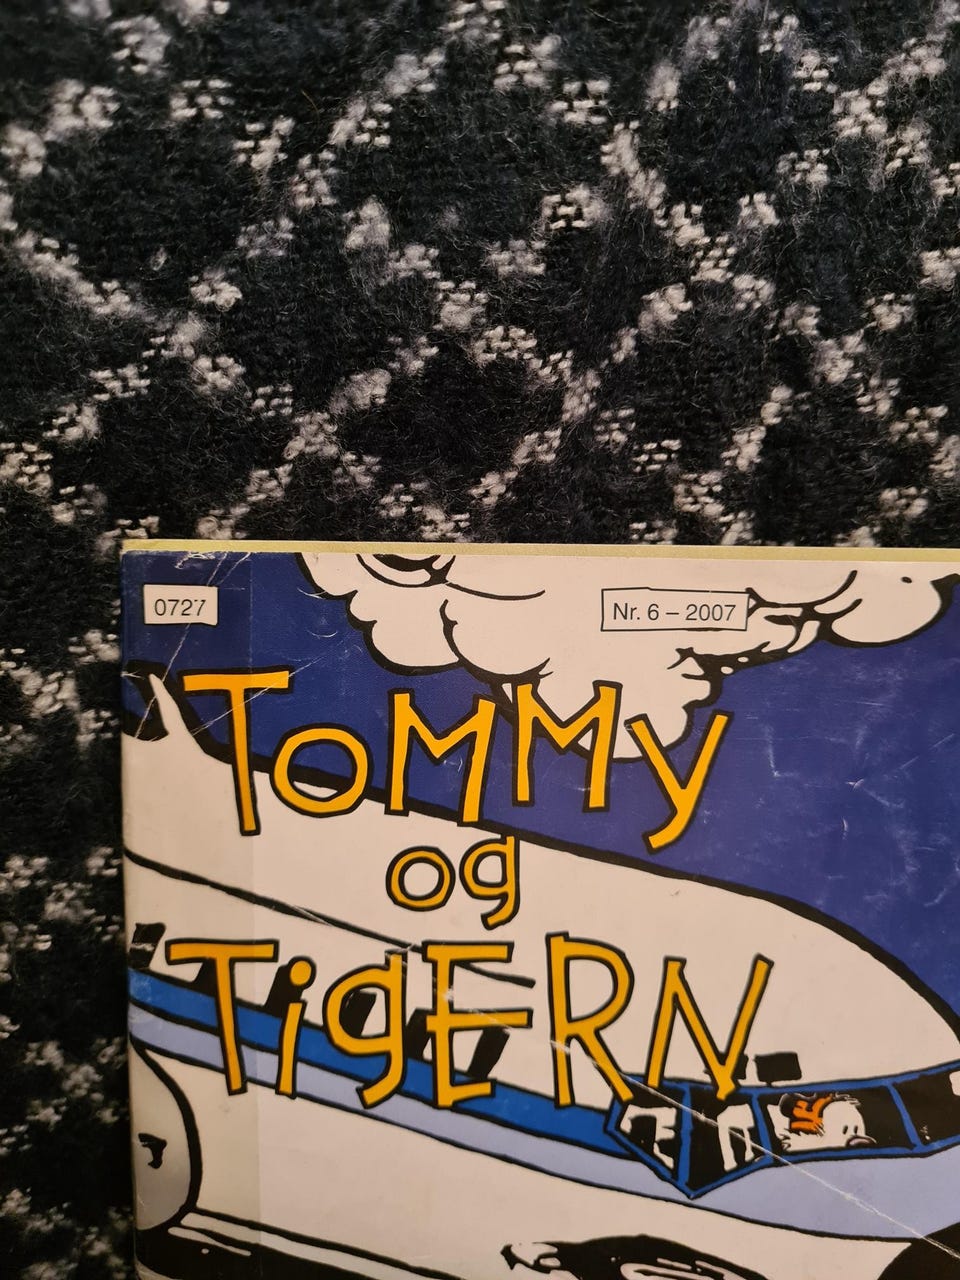 0727
Nr. 6 – 2007
TOMMy
og
TigERN